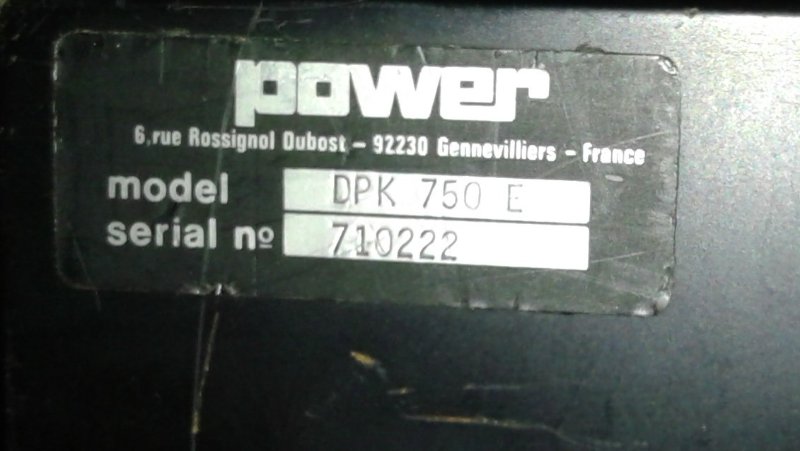 power
6,rue Rossignol Dubost - 92230 Gennevilliers - France
model DPK 750 E
serial nº 710222